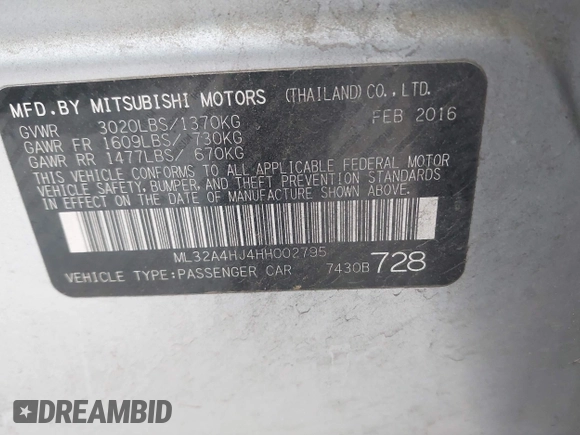 MFD.BY MITSUBISHI MOTORS (THAILAND)CO.,LTD.
GVWR 3020LBS/1370KG FEB 2016
GAWR FR 1609LBS/ 730KG
GAWR RR 1477LBS/ 670KG
THIS VEHICLE CONFORMS TO ALL APPLICABLE FEDERAL MOTOR
VEHICLE SAFETY, BUMPER, AND THEFT PREVENTION STANDARDS
IN EFFECT ON THE DATE OF MANUFACTURE SHOWN ABOVE.
ML32A4HJ4HH002795
VEHICLE TYPE:PASSENGER CAR 7430B 728
DREAMBID